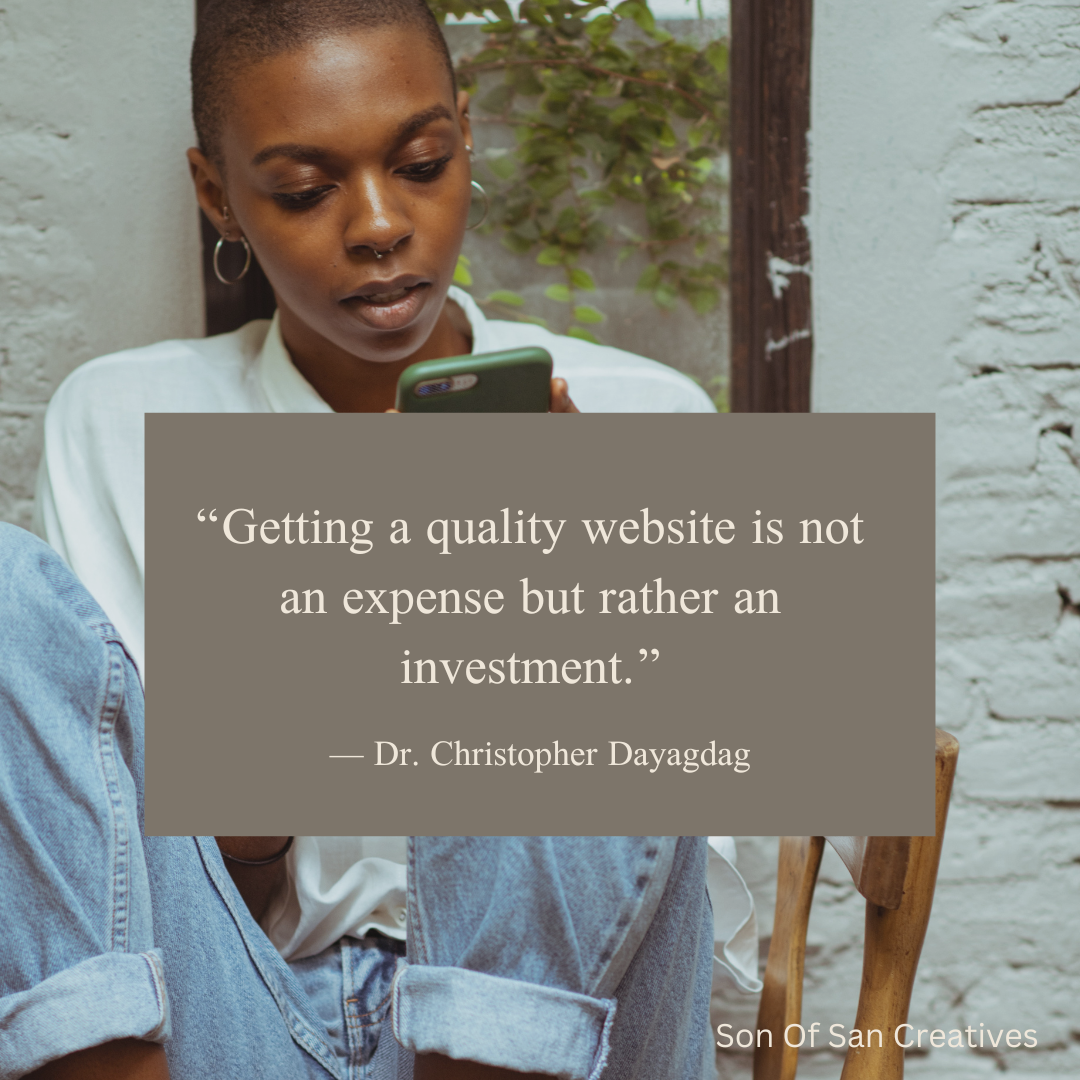 “Getting a quality website is not
an expense but rather an
investment.”
— Dr. Christopher Dayagdag
Son Of San Creatives